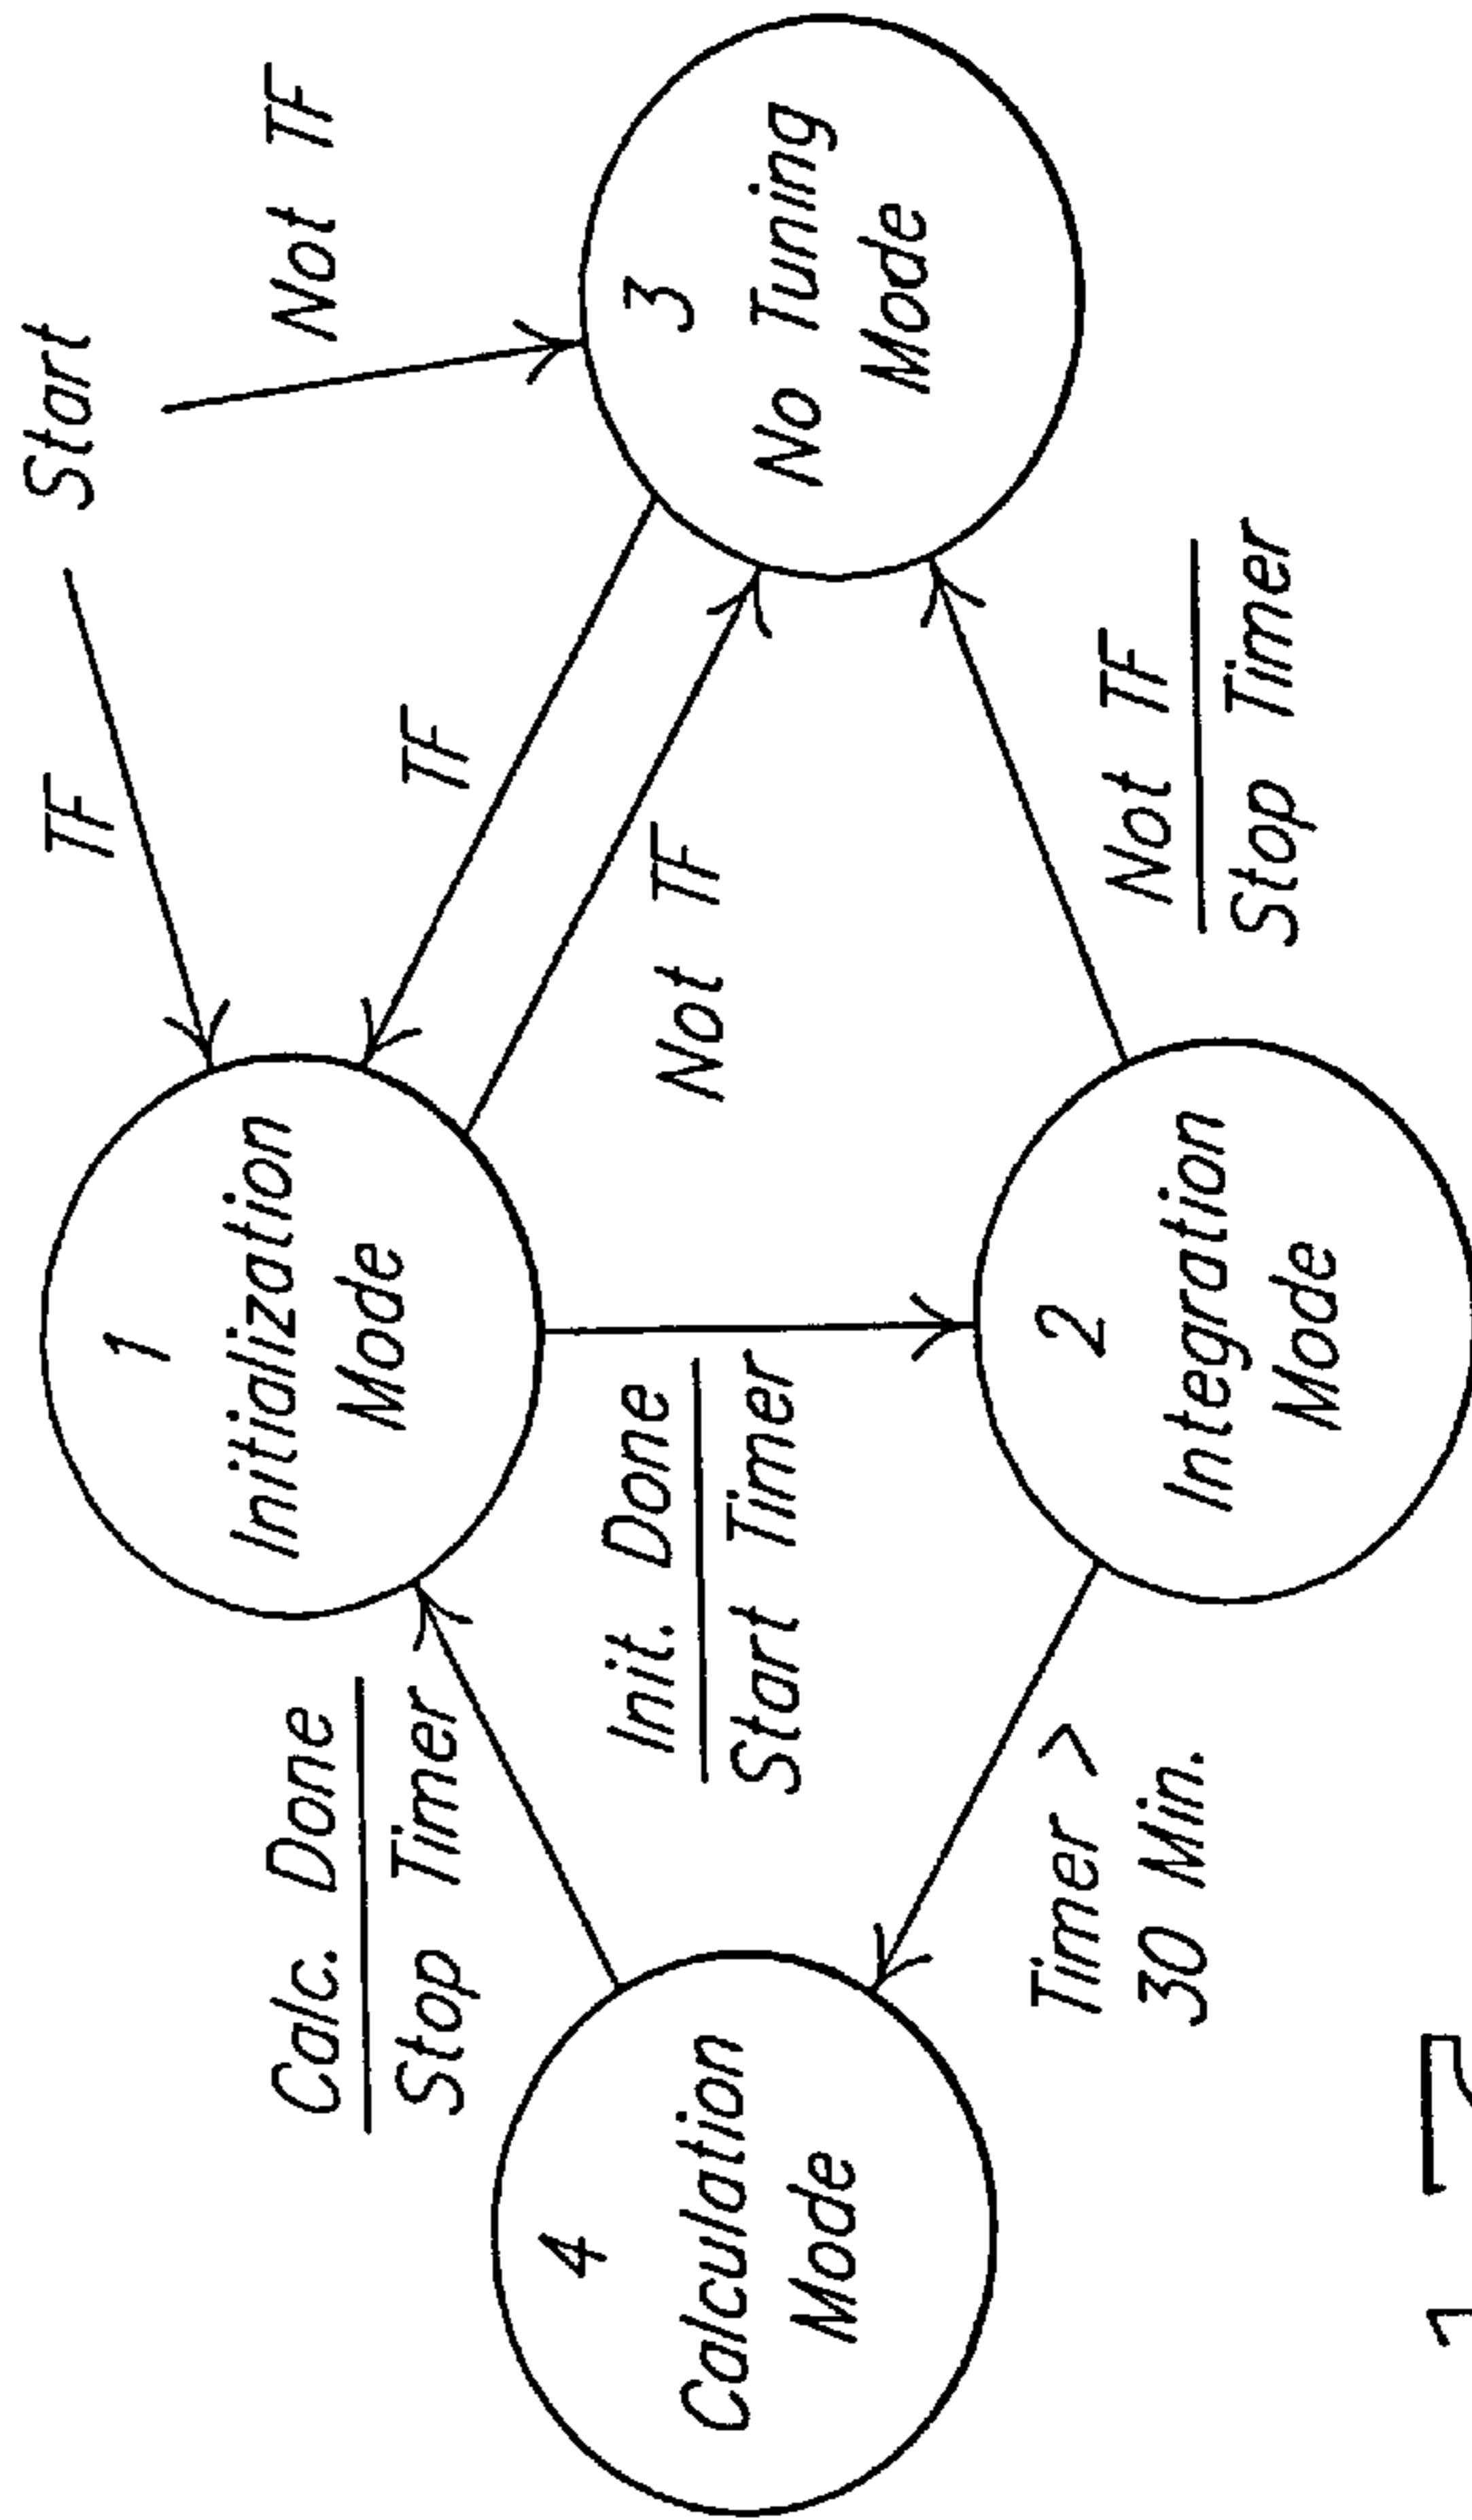 Start
TF
Not TF
1
Initialization
Mode
TF
Not TF
3
No Tuning
Mode
Calc. Done
Stop Timer
Init. Done
Start Timer
4
Calculation
Mode
2
Integration
Mode
Not TF
Stop Timer
Timer >
30 Min.